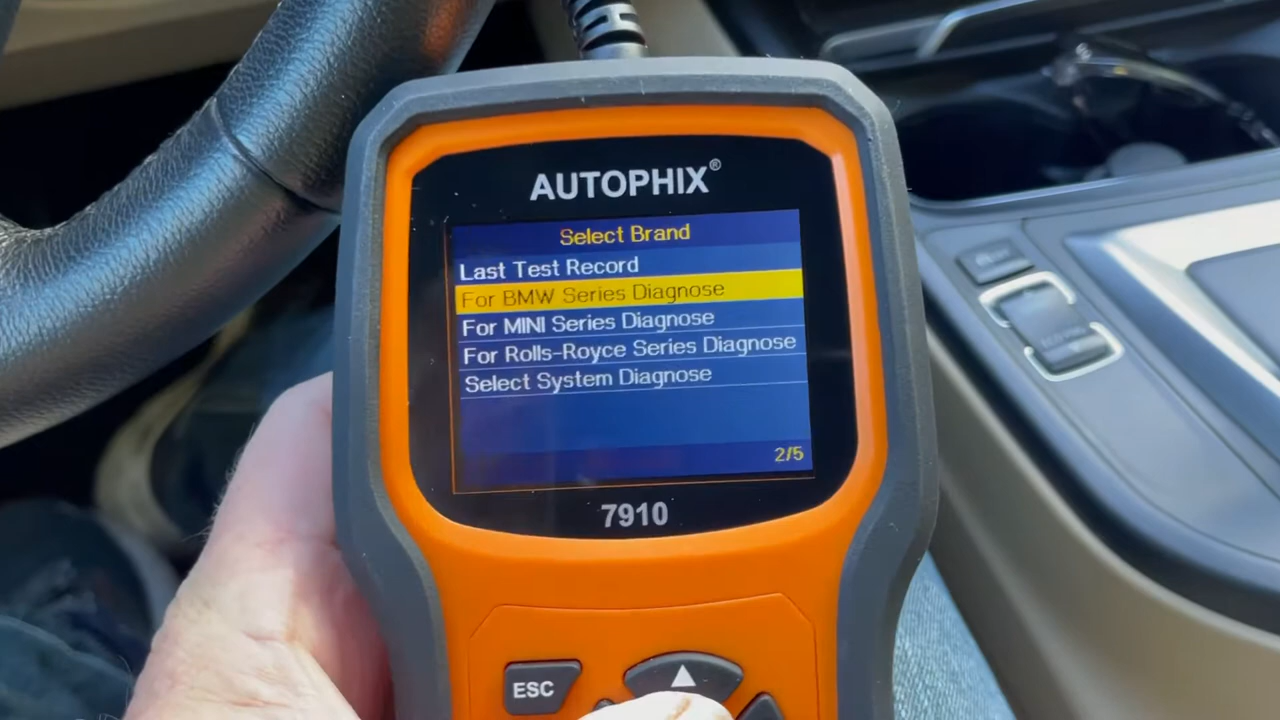 AUTOPHIX®
Select Brand
Last Test Record
For BMW Series Diagnose
For MINI Series Diagnose
For Rolls-Royce Series Diagnose
Select System Diagnose
2/5
7910
ESC